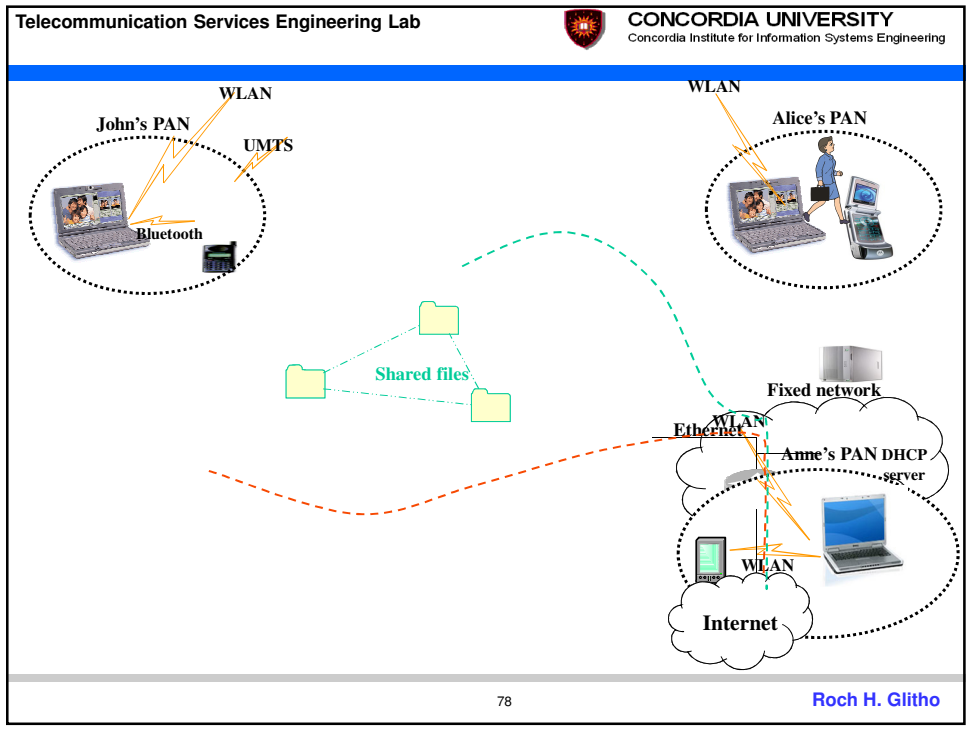 Telecommunication Services Engineering Lab
CONCORDIA UNIVERSITY
Concordia Institute for Information Systems Engineering
WLAN
WLAN
John's PAN
Alice's PAN
UMTS
Bluetooth
Shared files
Fixed network
WLAN
Ethernet
Anne's PAN
DHCP
server
WLAN
Internet
78
Roch H. Glitho